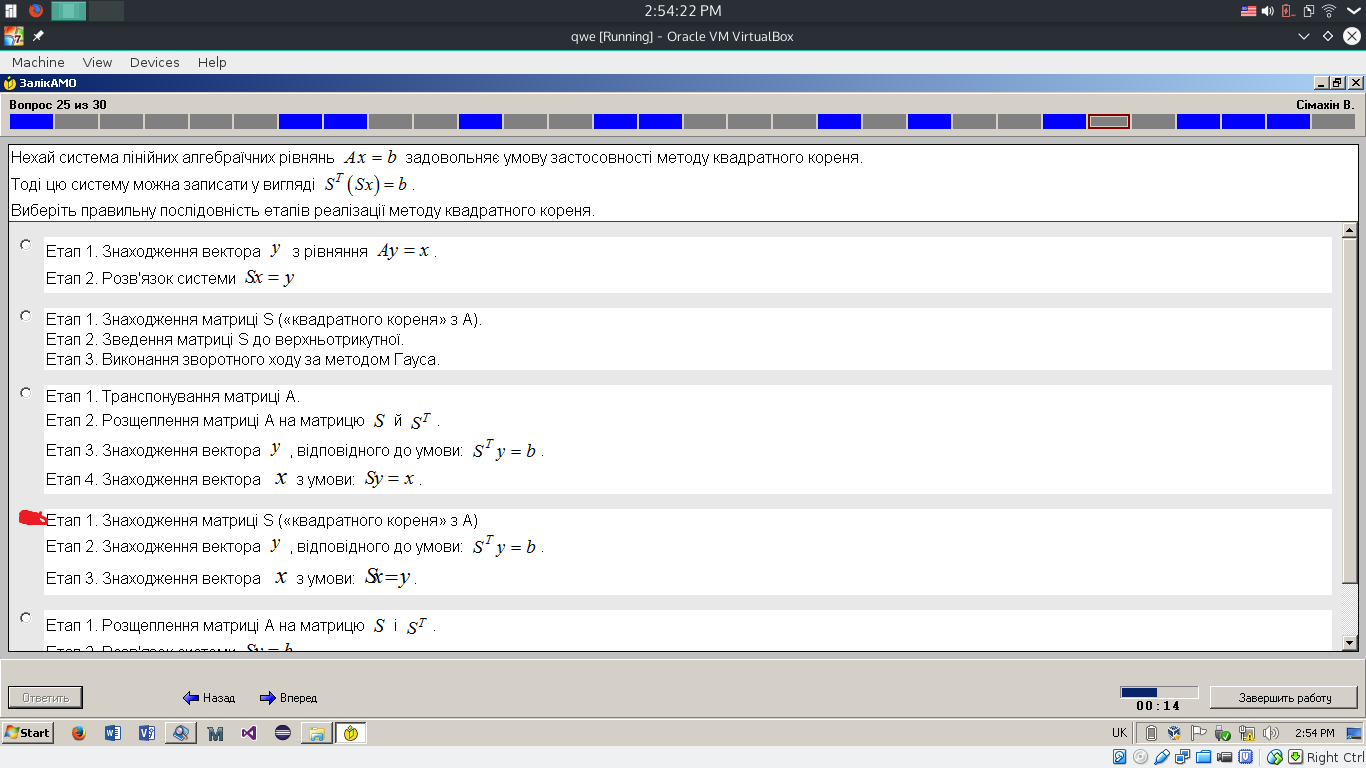 2:54:22 PM
qwe [Running] - Oracle VM VirtualBox
Machine View Devices Help
ЗалікАМО
Вопрос 25 из 30 Сімахін В.
Нехай система лінійних алгебраїчних рівнянь Ax = b задовольняє умову застосовності методу квадратного кореня.
Тоді цю систему можна записати у вигляді S^T (Sx) = b .
Виберіть правильну послідовність етапів реалізації методу квадратного кореня.
Етап 1. Знаходження вектора y з рівняння Ay = x .
Етап 2. Розв'язок системи Sx = y
Етап 1. Знаходження матриці S («квадратного кореня» з А).
Етап 2. Зведення матриці S до верхньотрикутної.
Етап 3. Виконання зворотного ходу за методом Гауса.
Етап 1. Транспонування матриці А.
Етап 2. Розщеплення матриці А на матрицю S й S^T .
Етап 3. Знаходження вектора y , відповідного до умови: S^T y = b .
Етап 4. Знаходження вектора x з умови: Sy = x .
Етап 1. Знаходження матриці S («квадратного кореня» з А)
Етап 2. Знаходження вектора y , відповідного до умови: S^T y = b .
Етап 3. Знаходження вектора x з умови: Sx=y .
Етап 1. Розщеплення матриці А на матрицю S і S^T .
Етап 2. Розв'язок системи Sy = b
Ответить Назад Вперед 00:14 Завершить работу
Start UK 2:54 PM
Right Ctrl